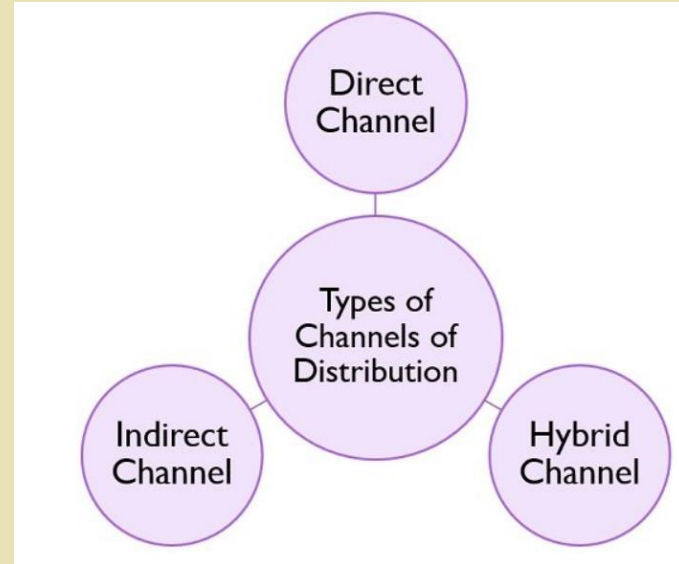 Direct
Channel
Types of
Channels of
Distribution
Indirect
Channel
Hybrid
Channel